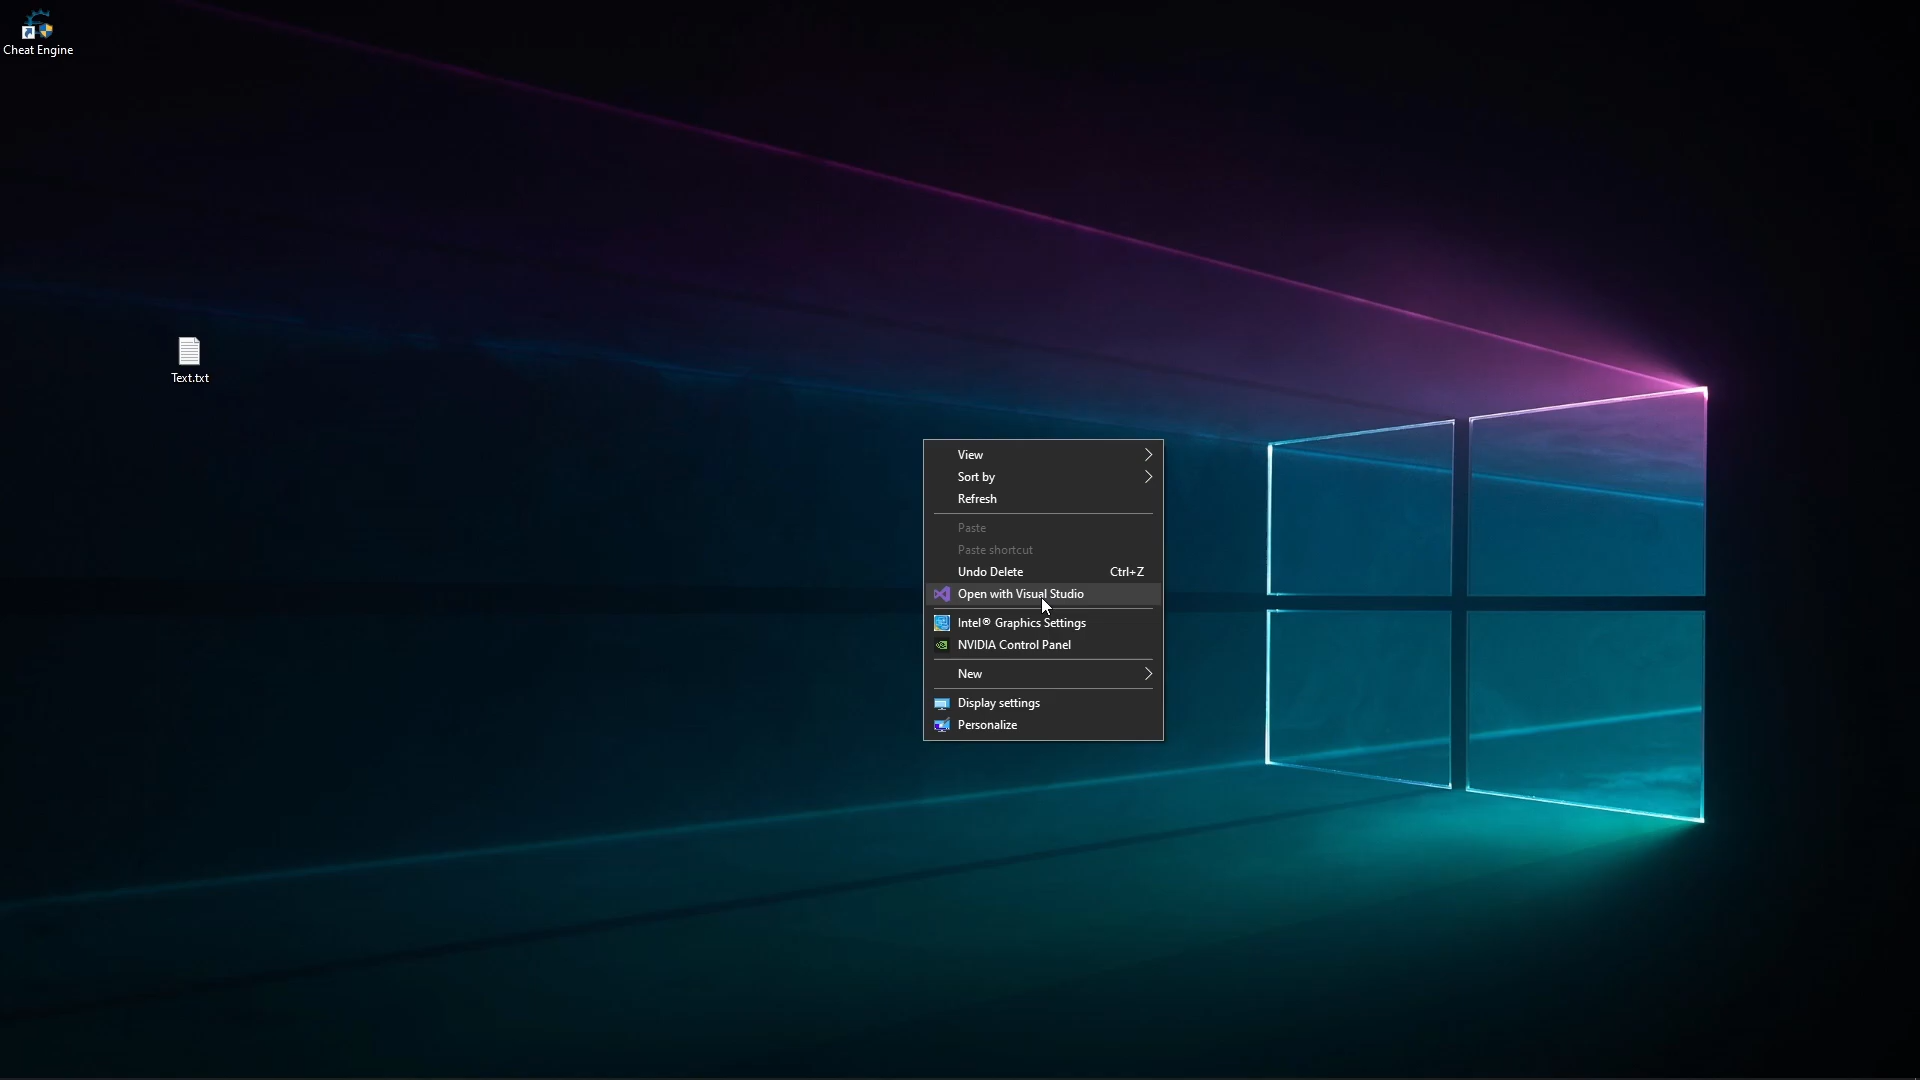 Cheat Engine
Text.txt
View
Sort by
Refresh
Paste
Paste shortcut
Undo Delete Ctrl+Z
Open with Visual Studio
Intel® Graphics Settings
NVIDIA Control Panel
New
Display settings
Personalize